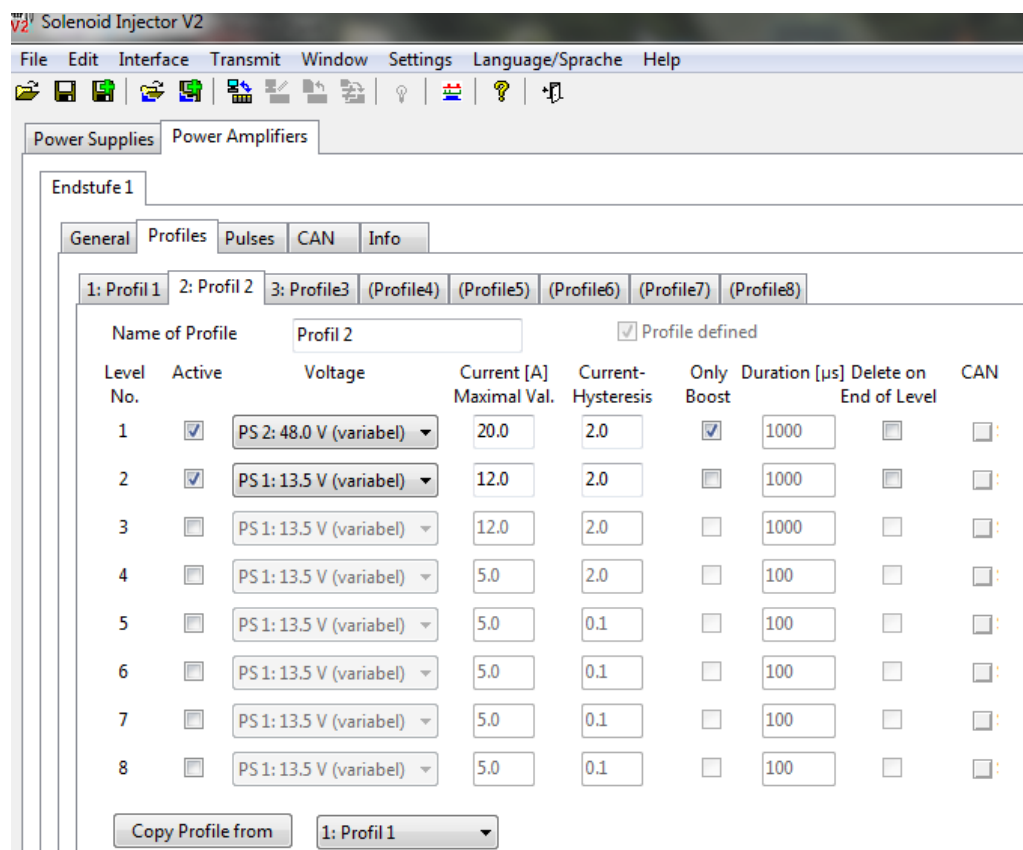 V2 Solenoid Injector V2
File Edit Interface Transmit Window Settings Language/Sprache Help
Power Supplies Power Amplifiers
Endstufe 1
General Profiles Pulses CAN Info
1: Profil 1 2: Profil 2 3: Profile3 (Profile4) (Profile5) (Profile6) (Profile7) (Profile8)
Name of Profile Profil 2 Profile defined
Level Active Voltage Current [A] Current- Only Duration [µs] Delete on CAN
No. Maximal Val. Hysteresis Boost End of Level
1 PS 2: 48.0 V (variabel) 20.0 2.0 1000
2 PS 1: 13.5 V (variabel) 12.0 2.0 1000
3 PS 1: 13.5 V (variabel) 12.0 2.0 1000
4 PS 1: 13.5 V (variabel) 5.0 2.0 100
5 PS 1: 13.5 V (variabel) 5.0 0.1 100
6 PS 1: 13.5 V (variabel) 5.0 0.1 100
7 PS 1: 13.5 V (variabel) 5.0 0.1 100
8 PS 1: 13.5 V (variabel) 5.0 0.1 100
Copy Profile from 1: Profil 1